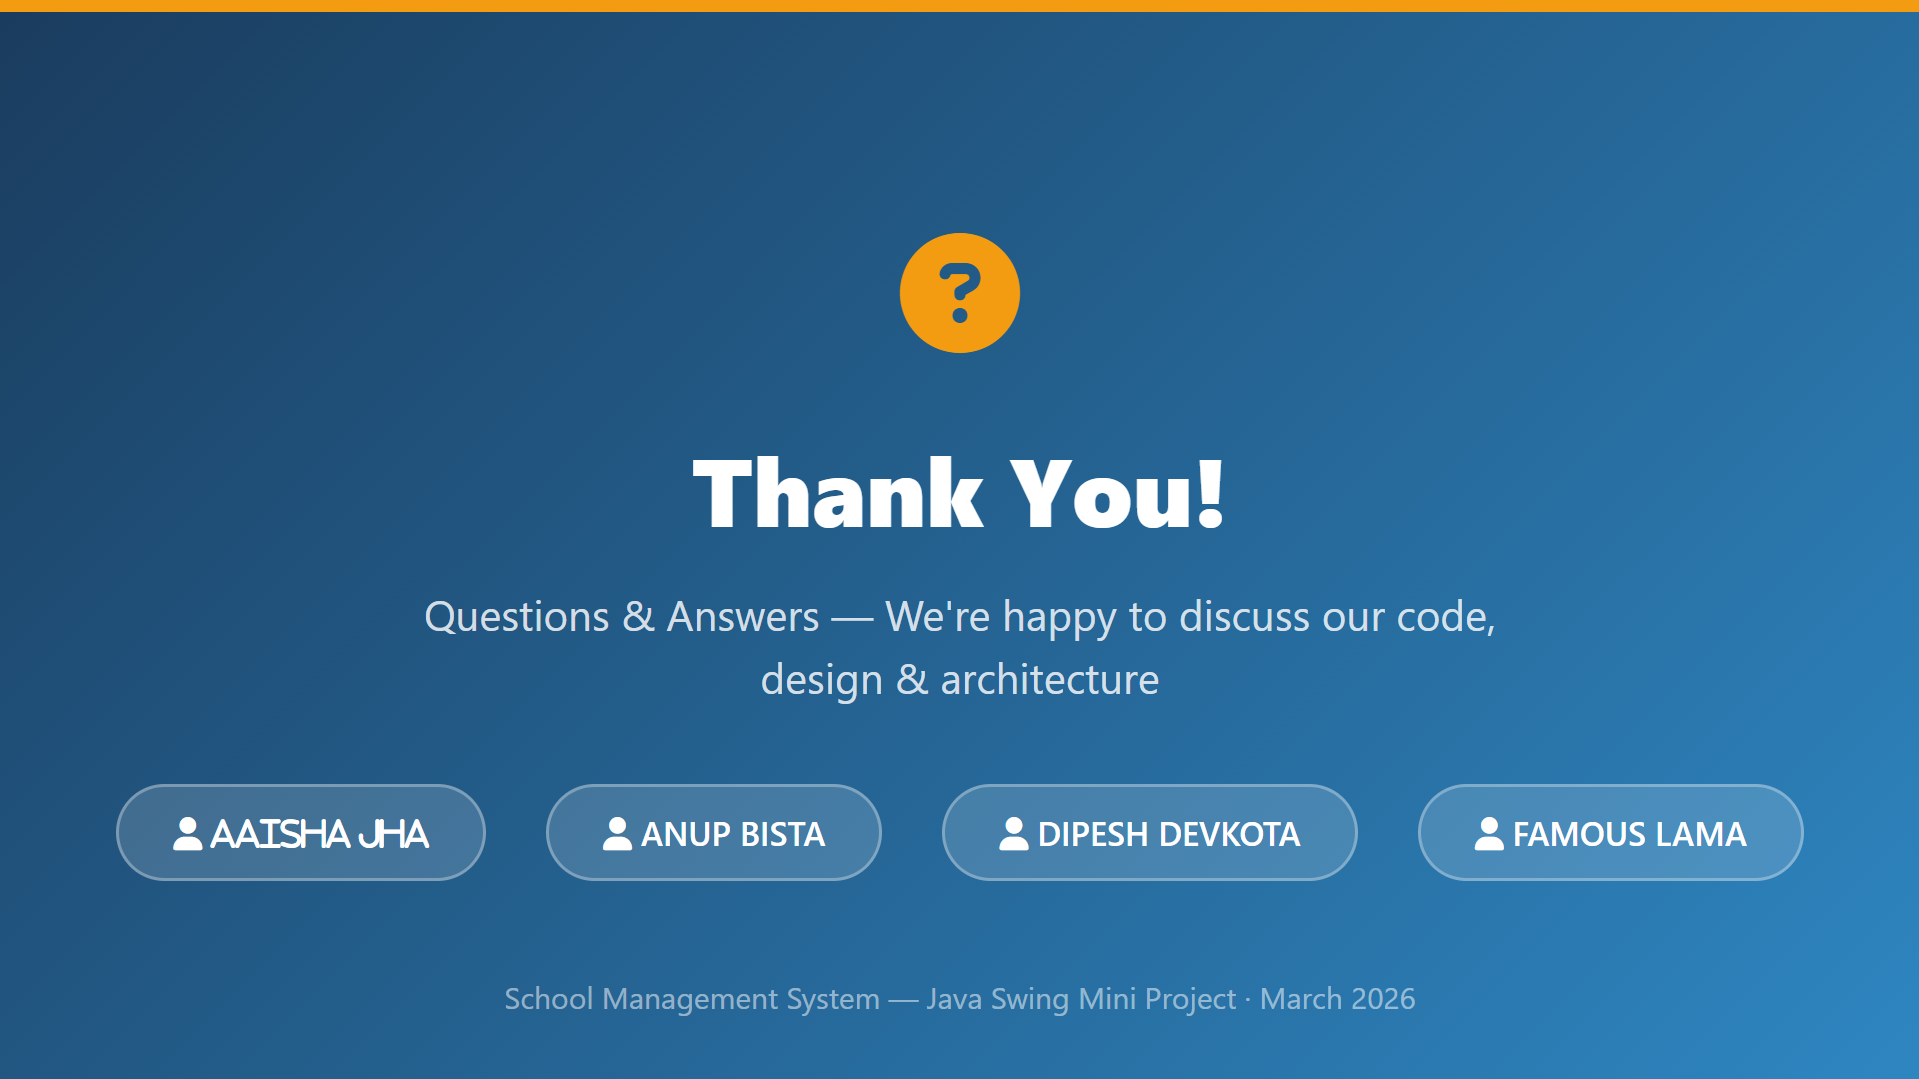 ?
Thank You!
Questions & Answers — We're happy to discuss our code,
design & architecture
AAISHA JHA
ANUP BISTA
DIPESH DEVKOTA
FAMOUS LAMA
School Management System — Java Swing Mini Project · March 2026